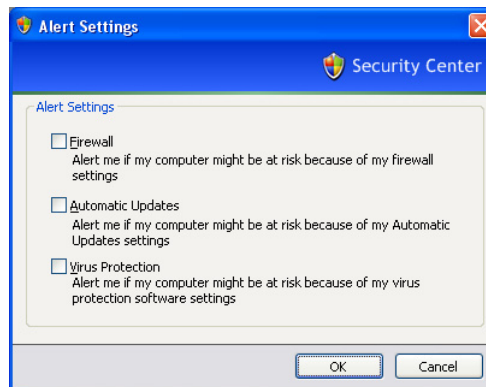 Alert Settings
Security Center
Alert Settings
Firewall
Alert me if my computer might be at risk because of my firewall
settings
Automatic Updates
Alert me if my computer might be at risk because of my Automatic
Updates settings
Virus Protection
Alert me if my computer might be at risk because of my virus
protection software settings
OK
Cancel